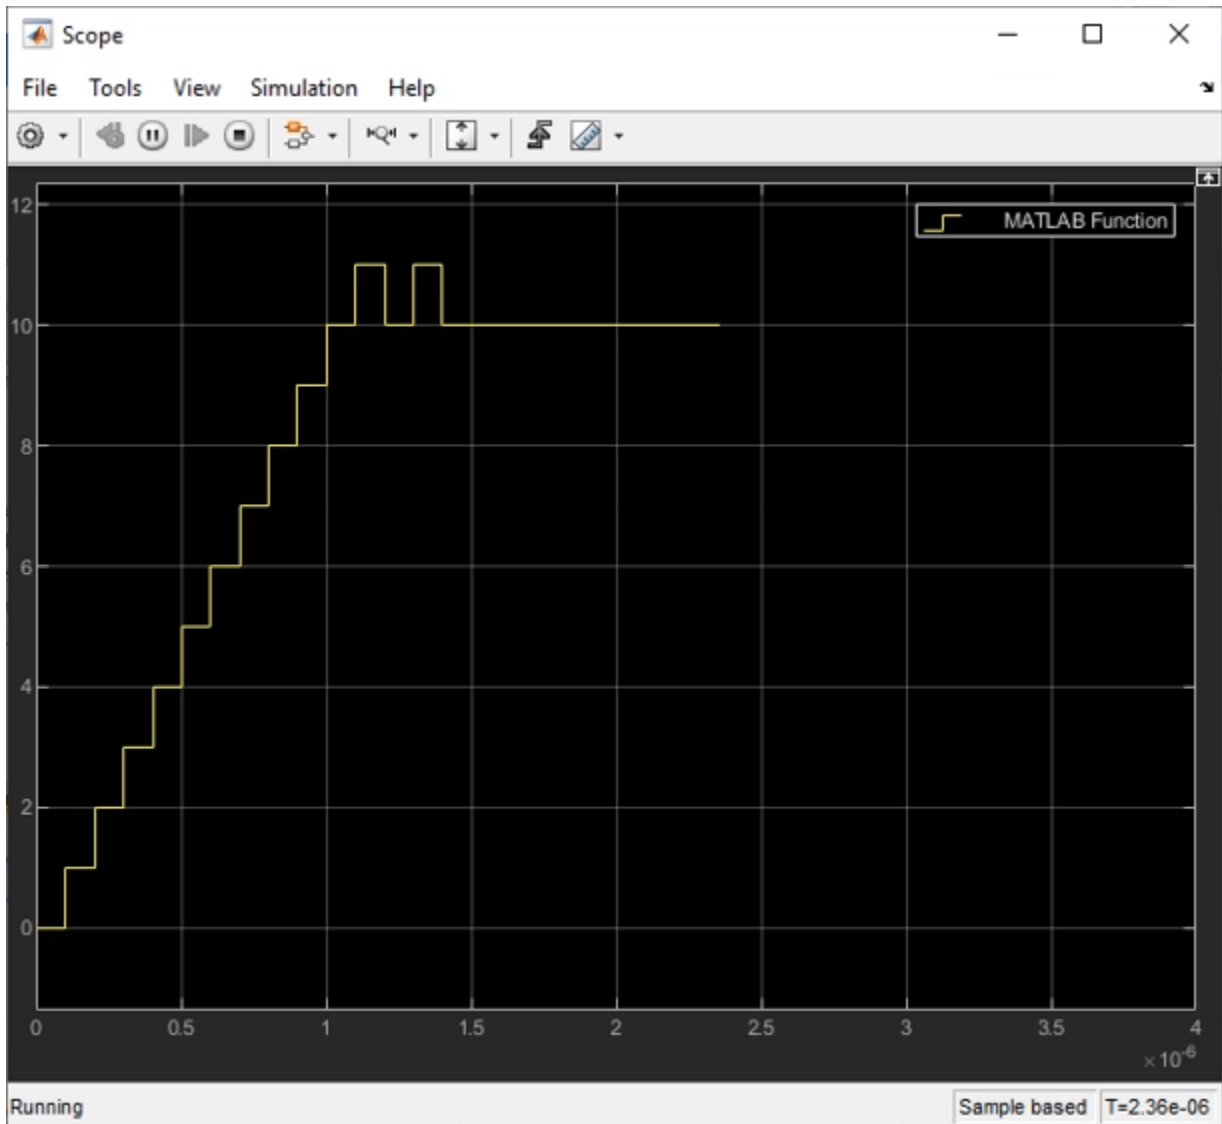 Scope
File Tools View Simulation Help
MATLAB Function
12
10
8
6
4
2
0
0 0.5 1 1.5 2 2.5 3 3.5 4
×10-6
Running Sample based T=2.36e-06